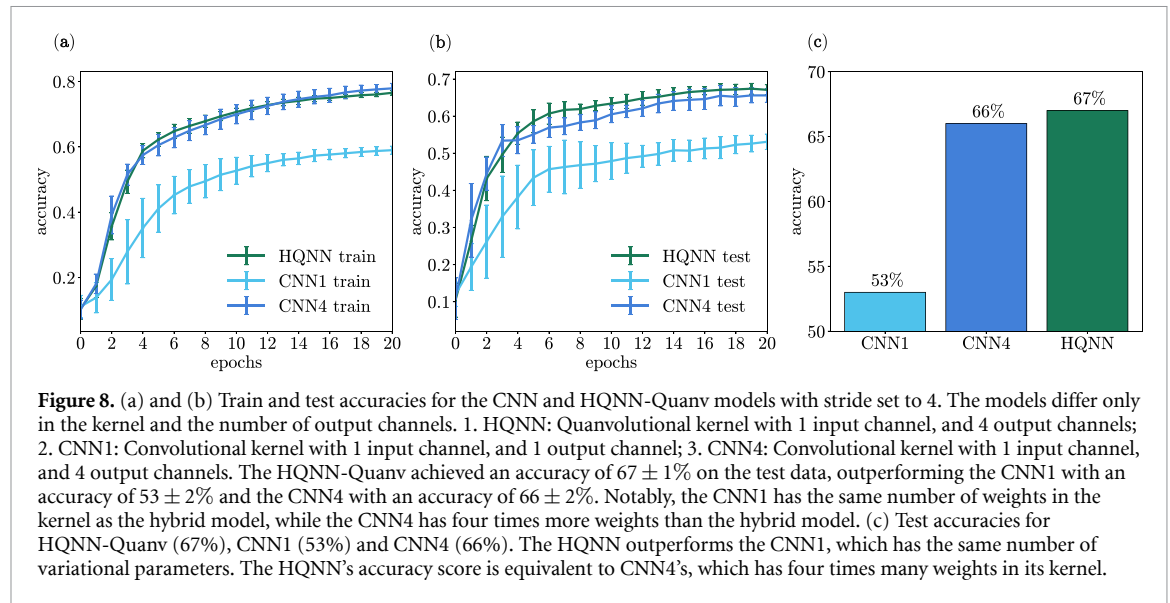 (a)
0.8
0.6
0.4
0.2
accuracy
HQNN train
CNN1 train
CNN4 train
0 2 4 6 8 10 12 14 16 18 20
epochs
(b)
0.7
0.6
0.5
0.4
0.3
0.2
0.1
accuracy
HQNN test
CNN1 test
CNN4 test
0 2 4 6 8 10 12 14 16 18 20
epochs
(c)
70
65
60
55
50
accuracy
53%
66%
67%
CNN1 CNN4 HQNN
Figure 8. (a) and (b) Train and test accuracies for the CNN and HQNN-Quanv models with stride set to 4. The models differ only
in the kernel and the number of output channels. 1. HQNN: Quanvolutional kernel with 1 input channel, and 4 output channels;
2. CNN1: Convolutional kernel with 1 input channel, and 1 output channel; 3. CNN4: Convolutional kernel with 1 input channel,
and 4 output channels. The HQNN-Quanv achieved an accuracy of 67 ± 1% on the test data, outperforming the CNN1 with an
accuracy of 53 ± 2% and the CNN4 with an accuracy of 66 ± 2%. Notably, the CNN1 has the same number of weights in the
kernel as the hybrid model, while the CNN4 has four times more weights than the hybrid model. (c) Test accuracies for
HQNN-Quanv (67%), CNN1 (53%) and CNN4 (66%). The HQNN outperforms the CNN1, which has the same number of
variational parameters. The HQNN's accuracy score is equivalent to CNN4's, which has four times many weights in its kernel.